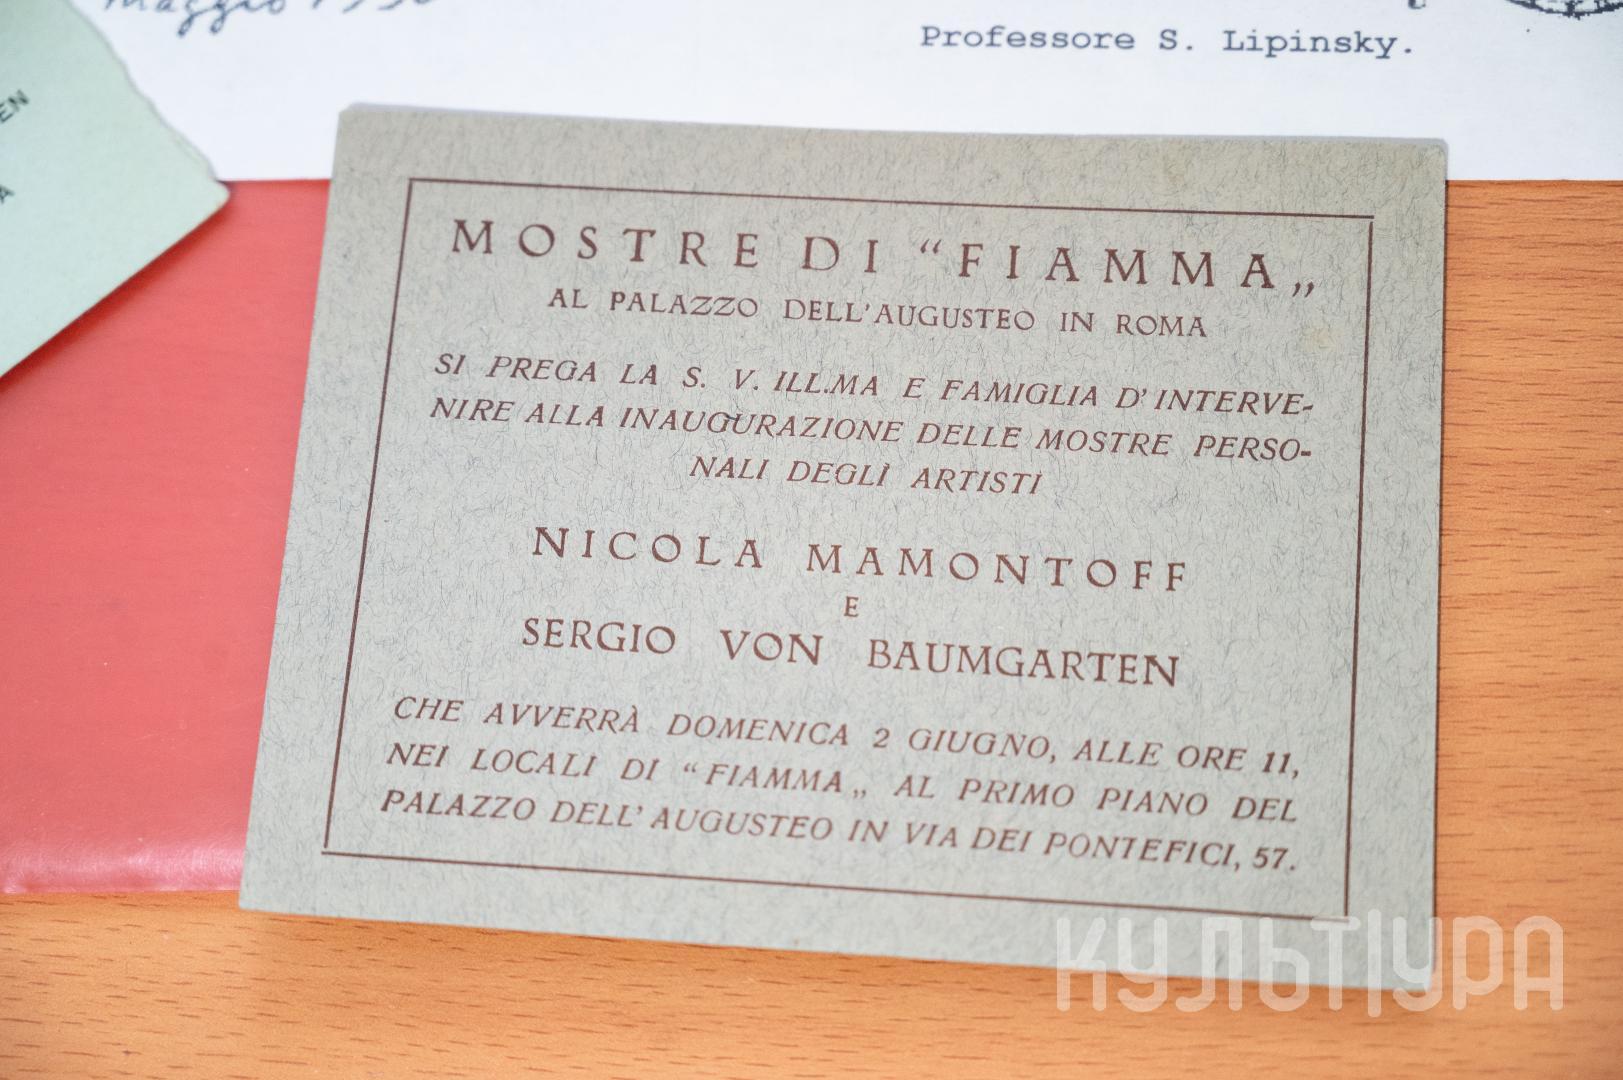 Maggio
Professore S. Lipinsky.
EN
A
MOSTRE DI “FIAMMA„
AL PALAZZO DELL'AUGUSTEO IN ROMA
SI PREGA LA S. V. ILL.MA E FAMIGLIA D'INTERVE-
NIRE ALLA INAUGURAZIONE DELLE MOSTRE PERSO-
NALI DEGLI ARTISTI
NICOLA MAMONTOFF
E
SERGIO VON BAUMGARTEN
CHE AVVERRÀ DOMENICA 2 GIUGNO, ALLE ORE 11,
NEI LOCALI DI “FIAMMA„ AL PRIMO PIANO DEL
PALAZZO DELL'AUGUSTEO IN VIA DEI PONTEFICI, 57.
КУЛЬТУРА